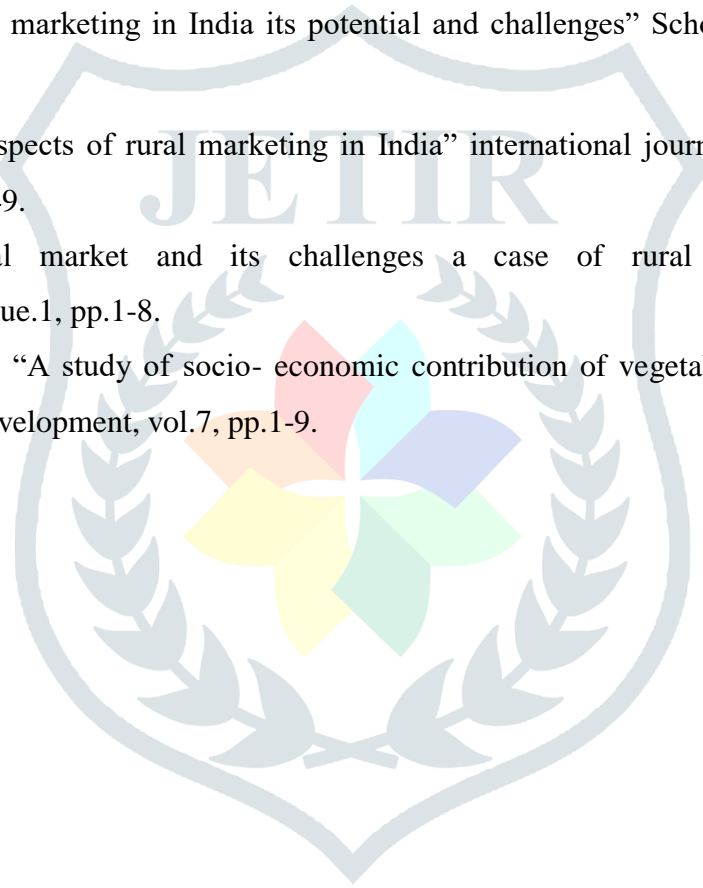 marketing in India its potential and challenges” Scho
spects of rural marketing in India” international journ
9.
JETIR
al market and its challenges a case of rural
ue.1, pp.1-8.
“A study of socio- economic contribution of vegeta
velopment, vol.7, pp.1-9.